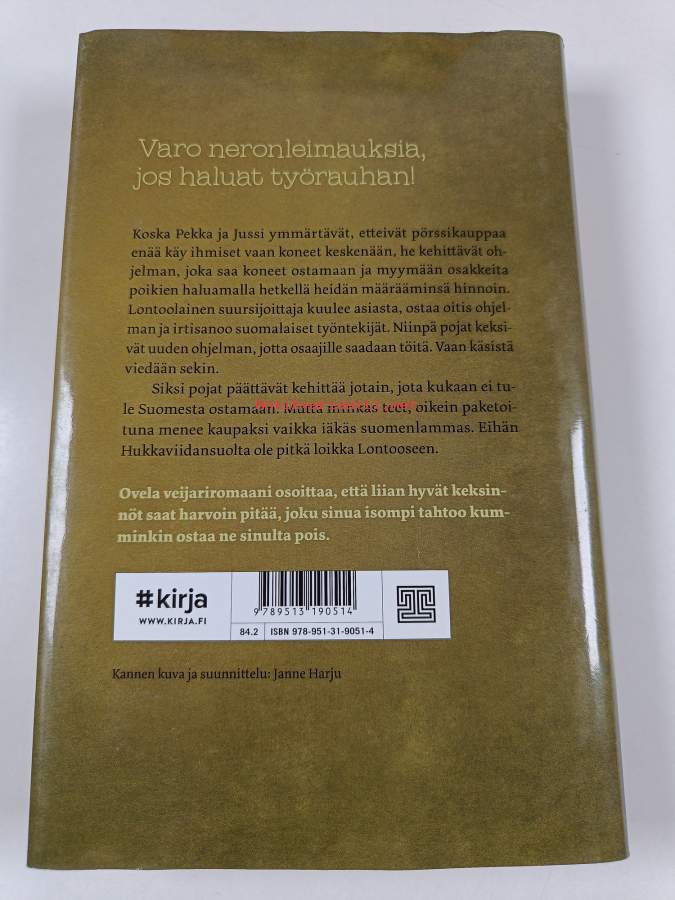 Varo neronleimauksia,
jos haluat työrauhan!
Koska Pekka ja Jussi ymmärtävät, etteivät pörssikauppaa
enää käy ihmiset vaan koneet keskenään, he kehittävät oh-
jelman, joka saa koneet ostamaan ja myymään osakkeita
poikien haluamalla hetkellä heidän määrääminsä hinnoin.
Lontoolainen suursijoittaja kuulee asiasta, ostaa oitis ohjel-
man ja irtisanoo suomalaiset työntekijät. Niinpä pojat keksi-
vät uuden ohjelman, jotta osaajille saadaan töitä. Vaan käsistä
viedään sekin.
Siksi pojat päättävät kehittää jotain, jota kukaan ei tu-
le Suomesta ostamaan. Mutta minkäs teet, oikein paketoi-
tuna menee kaupaksi vaikka iäkäs suomenlammas. Eihän
Hukkaviidansuolta ole pitkä loikka Lontooseen.
Ovela veijariromaani osoittaa, että liian hyvät keksin-
nöt saat harvoin pitää, joku sinua isompi tahtoo kum-
minkin ostaa ne sinulta pois.
#kirja
WWW.KIRJA.FI
9 789513 190514
84.2 ISBN 978-951-31-9051-4
Kannen kuva ja suunnittelu: Janne Harju